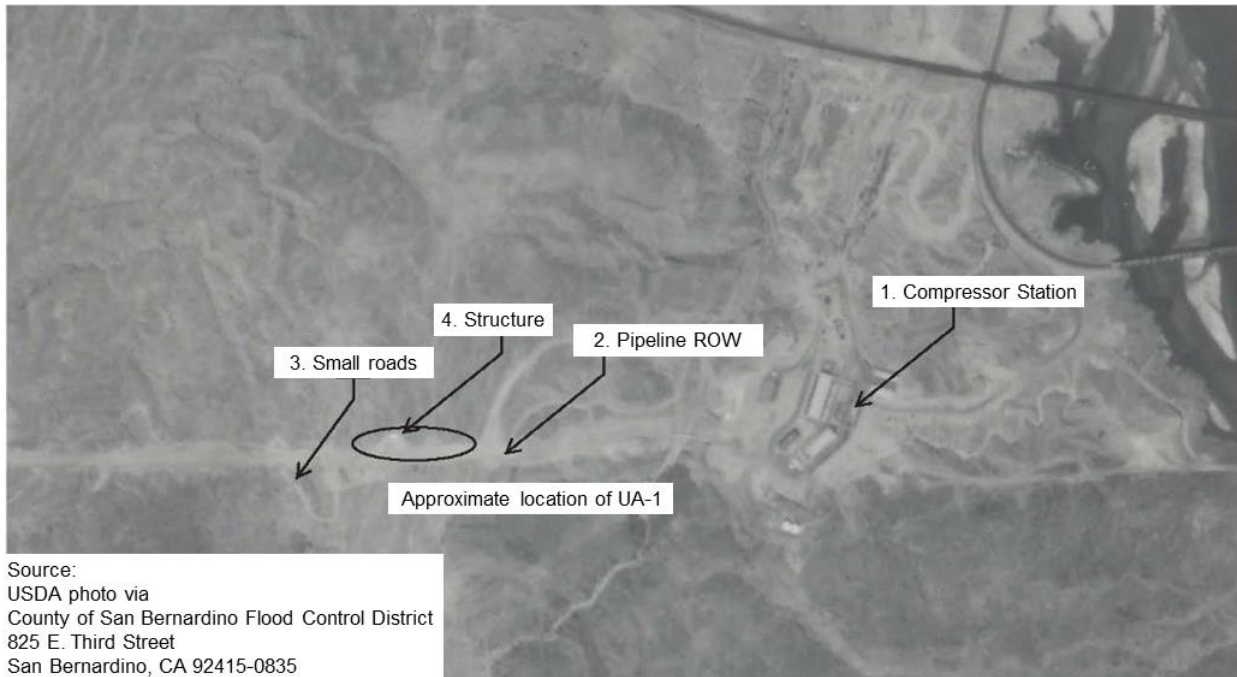 1. Compressor Station
4. Structure
2. Pipeline ROW
3. Small roads
Approximate location of UA-1
Source:
USDA photo via
County of San Bernardino Flood Control District
825 E. Third Street
San Bernardino, CA 92415-0835